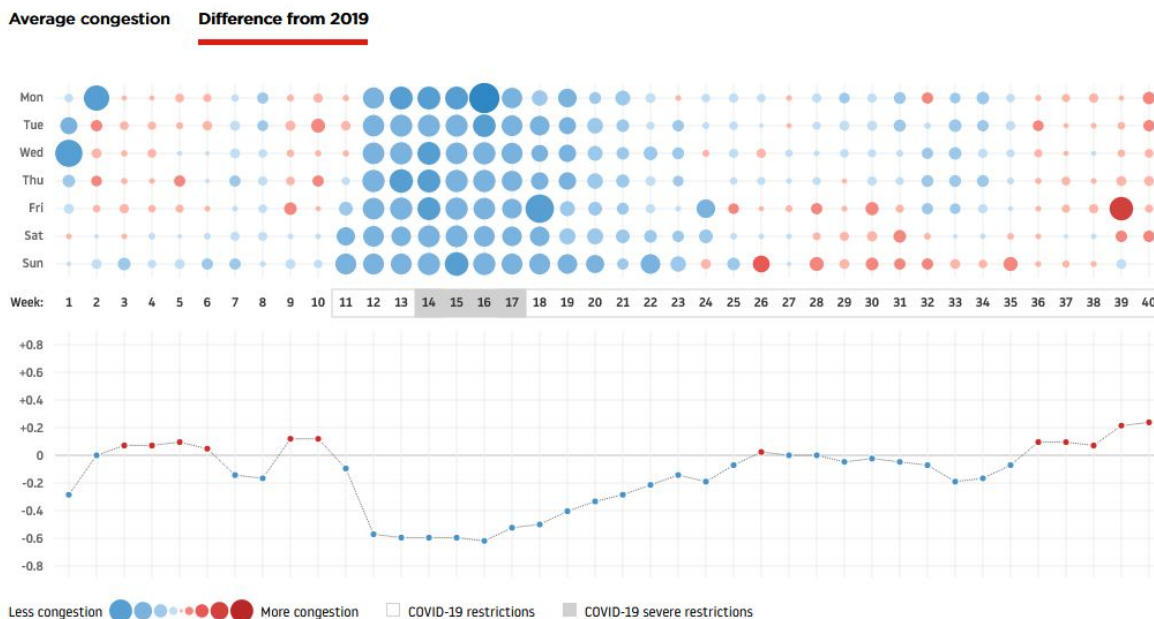 Average congestion Difference from 2019
Mon
Tue
Wed
Thu
Fri
Sat
Sun
Week: 1 2 3 4 5 6 7 8 9 10 11 12 13 14 15 16 17 18 19 20 21 22 23 24 25 26 27 28 29 30 31 32 33 34 35 36 37 38 39 40
+0.8
+0.6
+0.4
+0.2
0
-0.2
-0.4
-0.6
-0.8
Less congestion More congestion COVID-19 restrictions COVID-19 severe restrictions